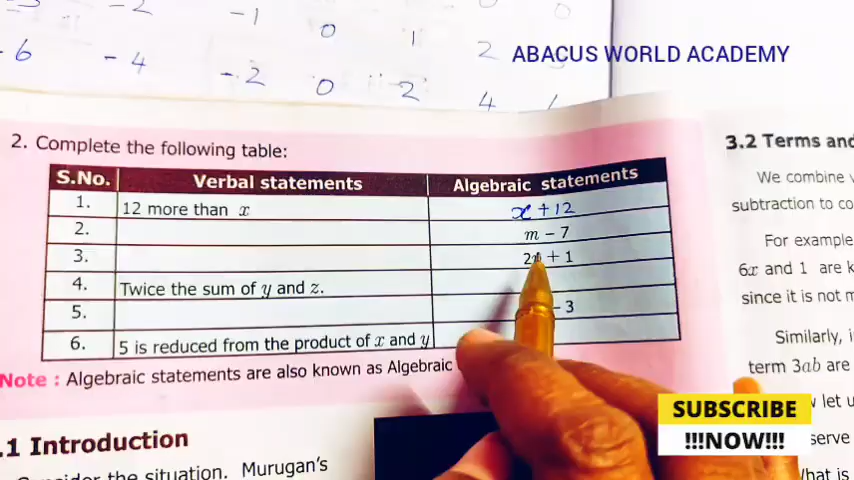 -2 -1 0 1 2 0 0
-6 -4 -2 0 2 4
ABACUS WORLD ACADEMY
2. Complete the following table:
S.No. Verbal statements Algebraic statements
1. 12 more than x x + 12
2. m - 7
3. 2 + 1
4. Twice the sum of y and z.
5. - 3
6. 5 is reduced from the product of x and y
Note : Algebraic statements are also known as Algebraic
.1 Introduction
the situation. Murugan's
3.2 Terms and
We combine
subtraction to co
For example
6x and 1 are k
since it is not m
Similarly, i
term 3ab are
let u
serve
What is
SUBSCRIBE
!!!NOW!!!